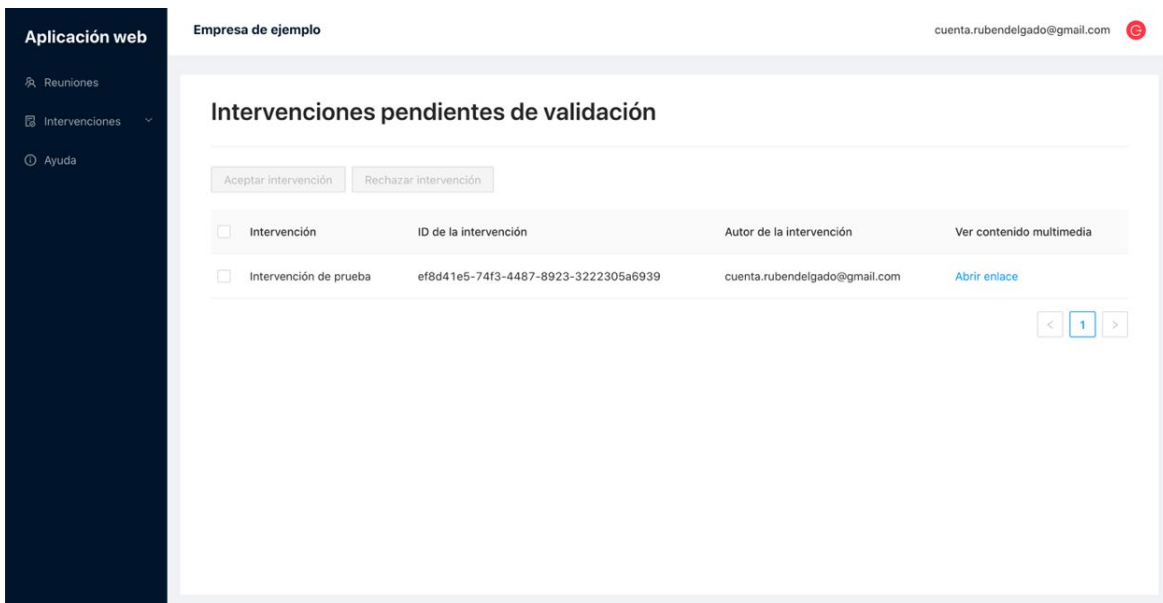 Aplicación web
Empresa de ejemplo
cuenta.rubendelgado@gmail.com
Reuniones
Intervenciones
Ayuda
Intervenciones pendientes de validación
Aceptar intervención
Rechazar intervención
Intervención ID de la intervención Autor de la intervención Ver contenido multimedia
Intervención de prueba ef8d41e5-74f3-4487-8923-3222305a6939 cuenta.rubendelgado@gmail.com Abrir enlace
< 1 >